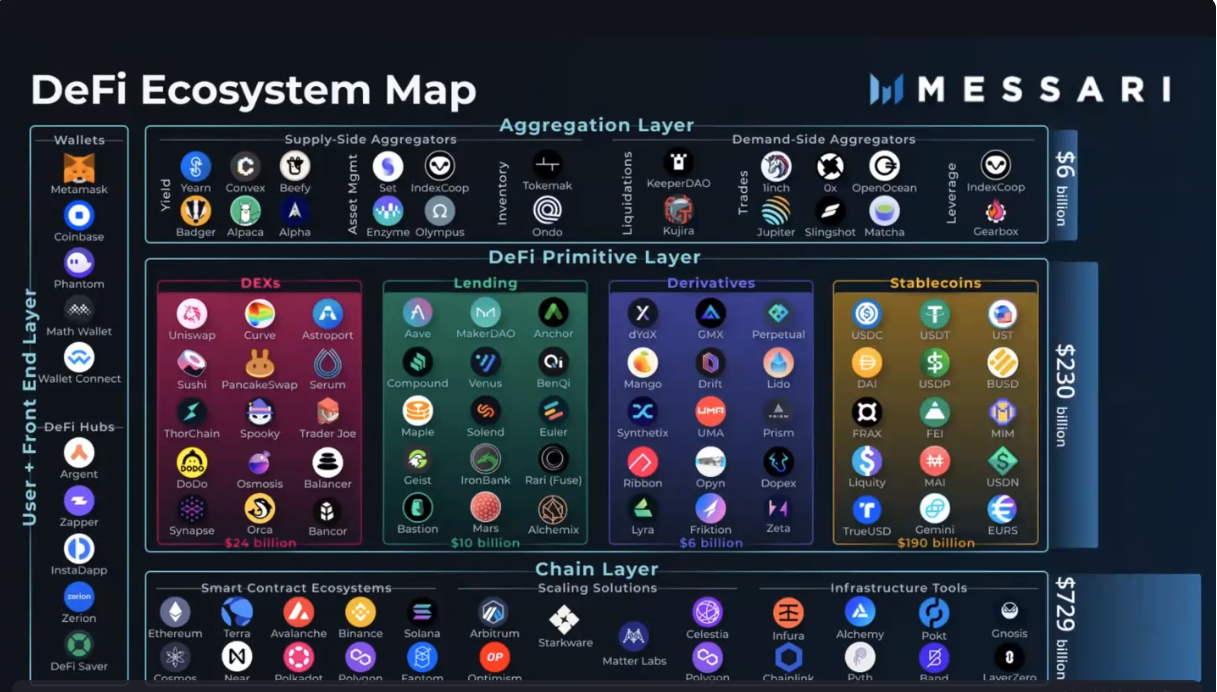 DeFi Ecosystem Map
MESSARI
User + Front End Layer
Wallets
Metamask
Coinbase
Phantom
Math Wallet
Wallet Connect
DeFi Hubs
Argent
Zapper
InstaDapp
zerion
Zerion
DeFi Saver
Aggregation Layer
Supply-Side Aggregators
Yield
Yearn Convex Beefy
Badger Alpaca Alpha
Asset Mgmt
Set IndexCoop
Enzyme Olympus
Inventory
Tokemak
Ondo
Demand-Side Aggregators
Liquidations
KeeperDAO
Kujira
Trades
1inch 0x OpenOcean
Jupiter Slingshot Matcha
Leverage
IndexCoop
Gearbox
$6 billion
DeFi Primitive Layer
DEXs
Uniswap Curve Astroport
Sushi PancakeSwap Serum
ThorChain Spooky Trader Joe
DODO
DoDo Osmosis Balancer
Synapse Orca Bancor
$24 billion
Lending
Aave MakerDAO Anchor
Qi
Compound Venus BenQi
Maple Solend Euler
Geist IronBank Rari (Fuse)
Bastion Mars Alchemix
$10 billion
Derivatives
dYdX GMX Perpetual
Mango Drift Lido
UMA PRISM
Synthetix UMA Prism
Ribbon Opyn Dopex
Lyra Friktion Zeta
$6 billion
Stablecoins
USDC USDT UST
DAI USDP BUSD
FRAX FEI MIM
Liquity MAI USDN
TrueUSD Gemini EURS
$190 billion
$230 billion
Chain Layer
Smart Contract Ecosystems
Ethereum Terra Avalanche Binance Solana
Cosmos Near Polkadot Polygon Fantom
Scaling Solutions
Arbitrum Starkware Matter Labs Celestia
OP
Optimism Polygon
Infrastructure Tools
Infura Alchemy Pokt Gnosis
Chainlink Pyth Band LayerZero
$729 billion